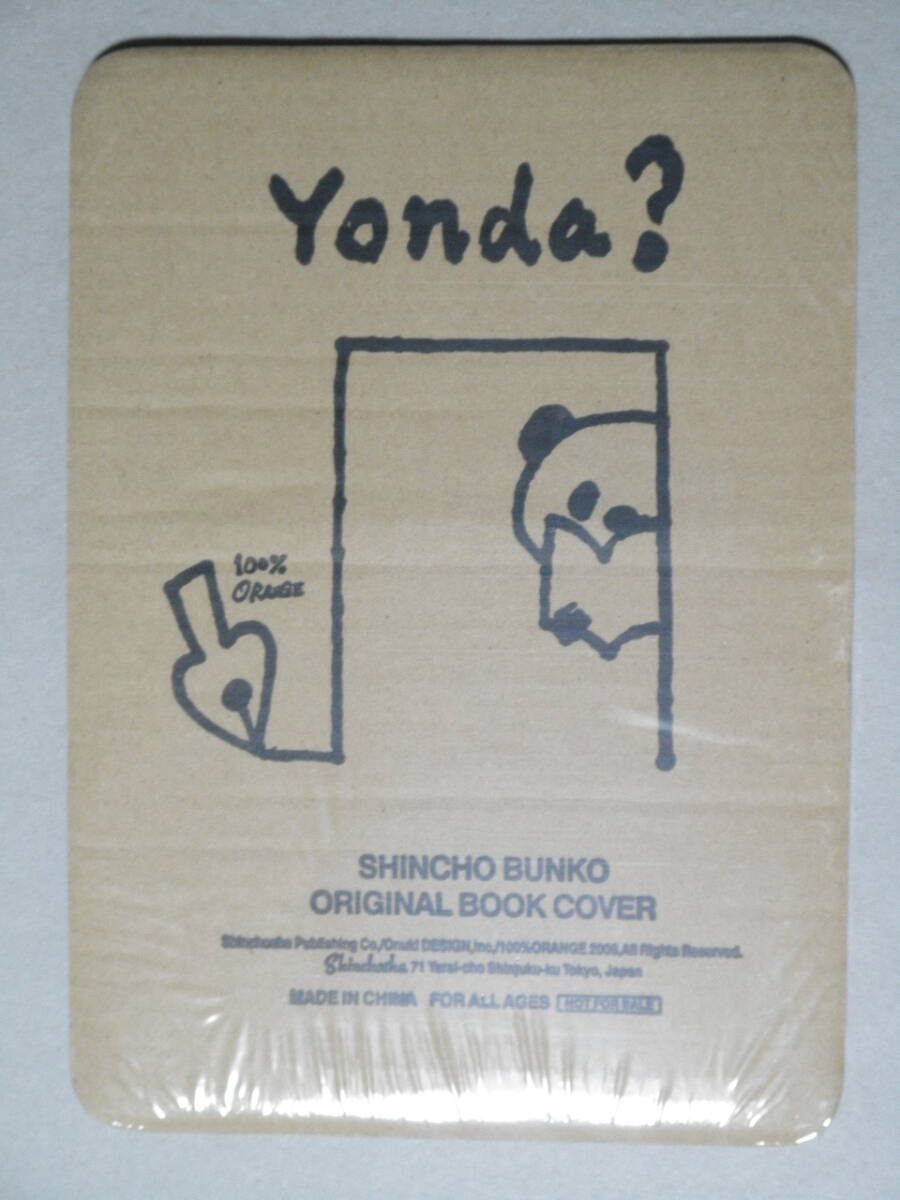 Yonda?
100%
ORANGE
SHINCHO BUNKO
ORIGINAL BOOK COVER
Shinchosha Publishing Co./Onuki DESIGN,Inc./100%ORANGE 2009,All Rights Reserved.
Shinchosha 71 Yarai-cho Shinjuku-ku Tokyo, Japan
MADE IN CHINA FOR ALL AGES NOT FOR SALE